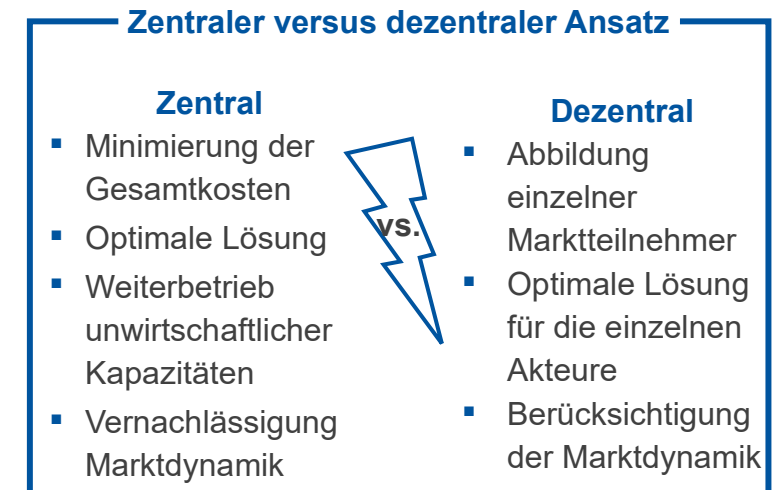 Zentraler versus dezentraler Ansatz
Zentral
▪ Minimierung der
Gesamtkosten
▪ Optimale Lösung
▪ Weiterbetrieb
unwirtschaftlicher
Kapazitäten
▪ Vernachlässigung
Marktdynamik
vs.
Dezentral
▪ Abbildung
einzelner
Marktteilnehmer
▪ Optimale Lösung
für die einzelnen
Akteure
▪ Berücksichtigung
der Marktdynamik